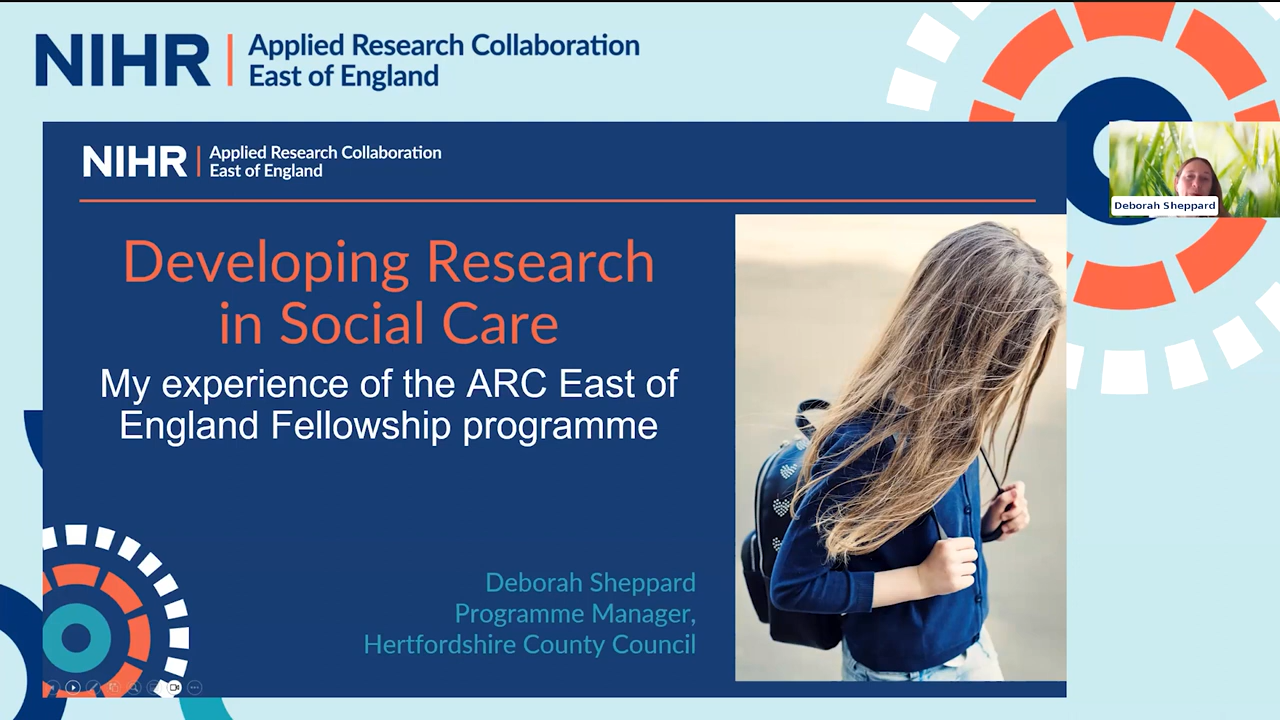 NIHR | Applied Research Collaboration
East of England
NIHR | Applied Research Collaboration
East of England
Deborah Sheppard
Developing Research
in Social Care
My experience of the ARC East of
England Fellowship programme
Deborah Sheppard
Programme Manager,
Hertfordshire County Council